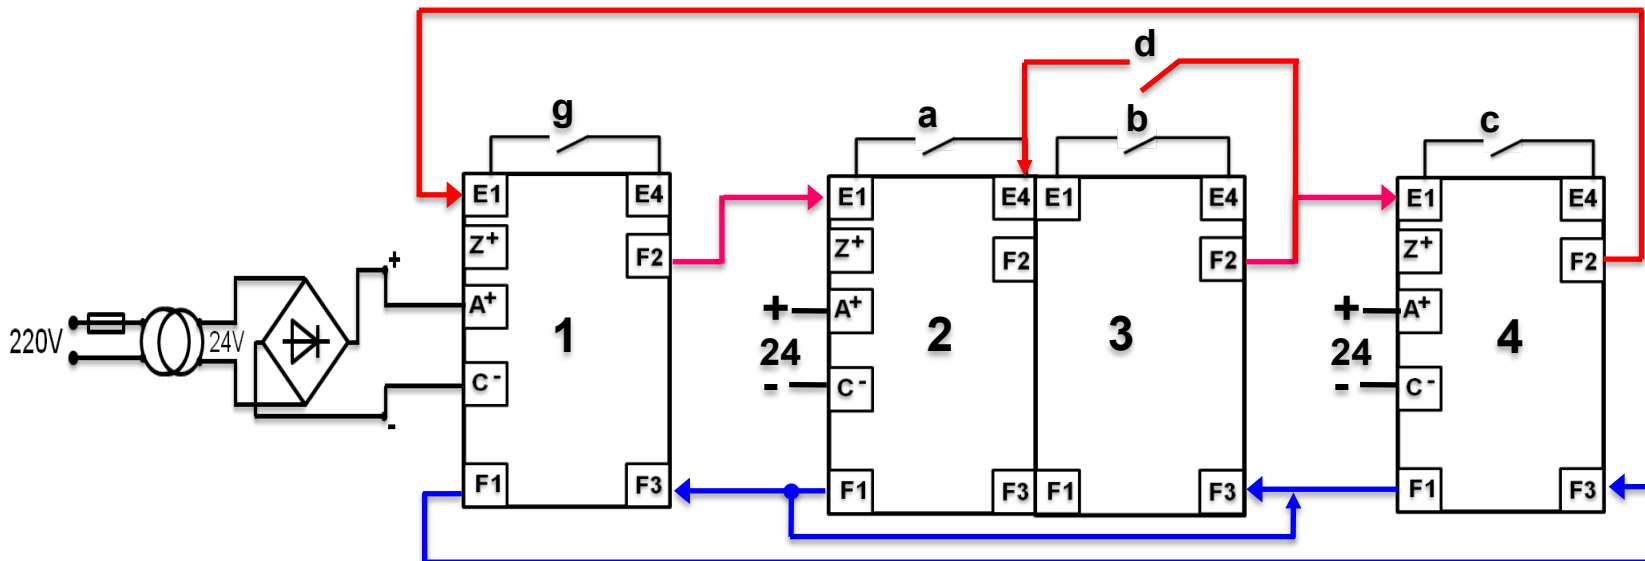 d
g a b c
E1 E4 E1 E4 E1 E4 E1 E4
Z+ F2 Z+ F2 F2 Z+ F2
+
A+ + A+ + A+
220V 24V 1 24 2 3 24 4
C- - C- - C-
-
F1 F3 F1 F3 F1 F3 F1 F3